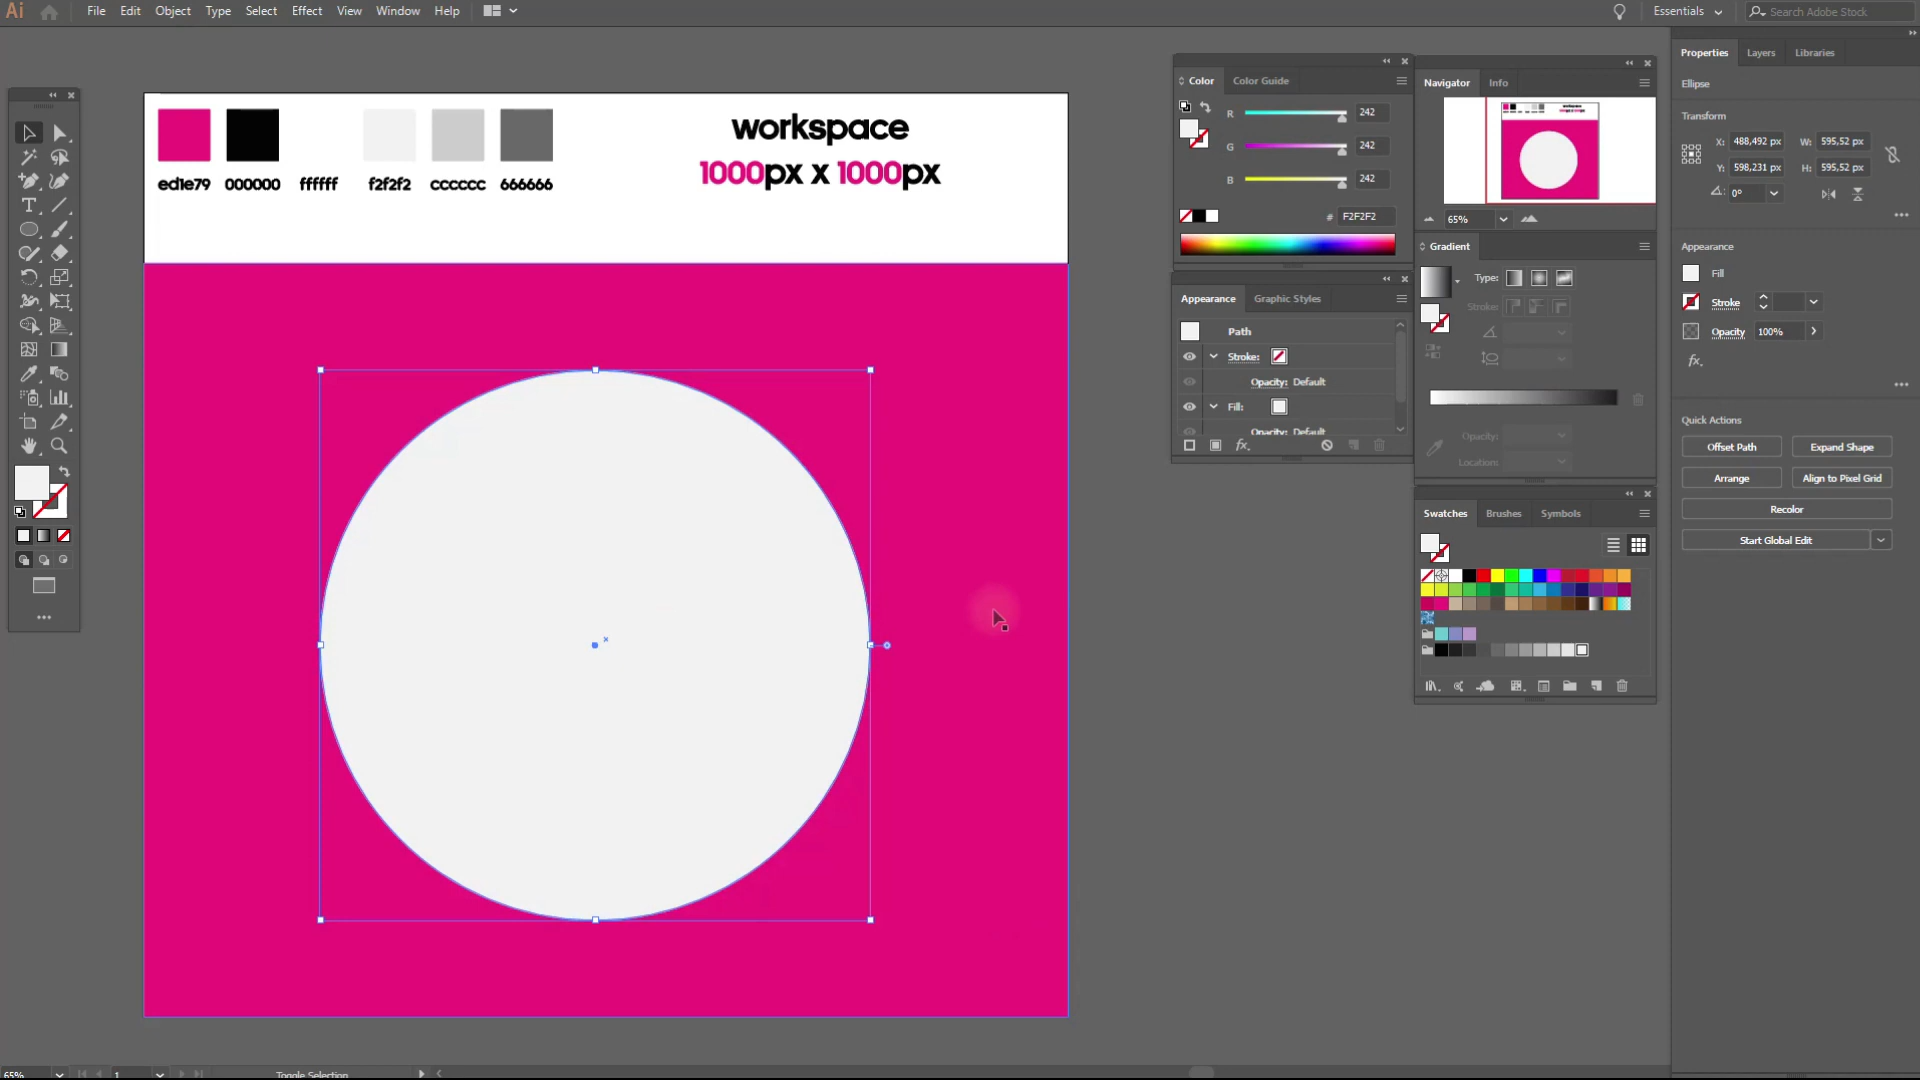 Ai File Edit Object Type Select Effect View Window Help Essentials Search Adobe Stock
Properties Layers Libraries
Ellipse
Transform
X: 488,492 px W: 595,52 px
Y: 598,231 px H: 595,52 px
0°
Appearance
Fill
Stroke
Opacity 100%
fx.
Quick Actions
Offset Path Expand Shape
Arrange Align to Pixel Grid
Recolor
Start Global Edit
Color Color Guide
R 242
G 242
B 242
# F2F2F2
Appearance Graphic Styles
Path
Stroke:
Opacity: Default
Fill:
Opacity: Default
fx.
Navigator Info
65%
Gradient
Type:
Stroke:
Opacity:
Location:
Swatches Brushes Symbols
workspace
1000px x 1000px
ed1e79 000000 ffffff f2f2f2 cccccc 666666
65% 1 Toggle Selection